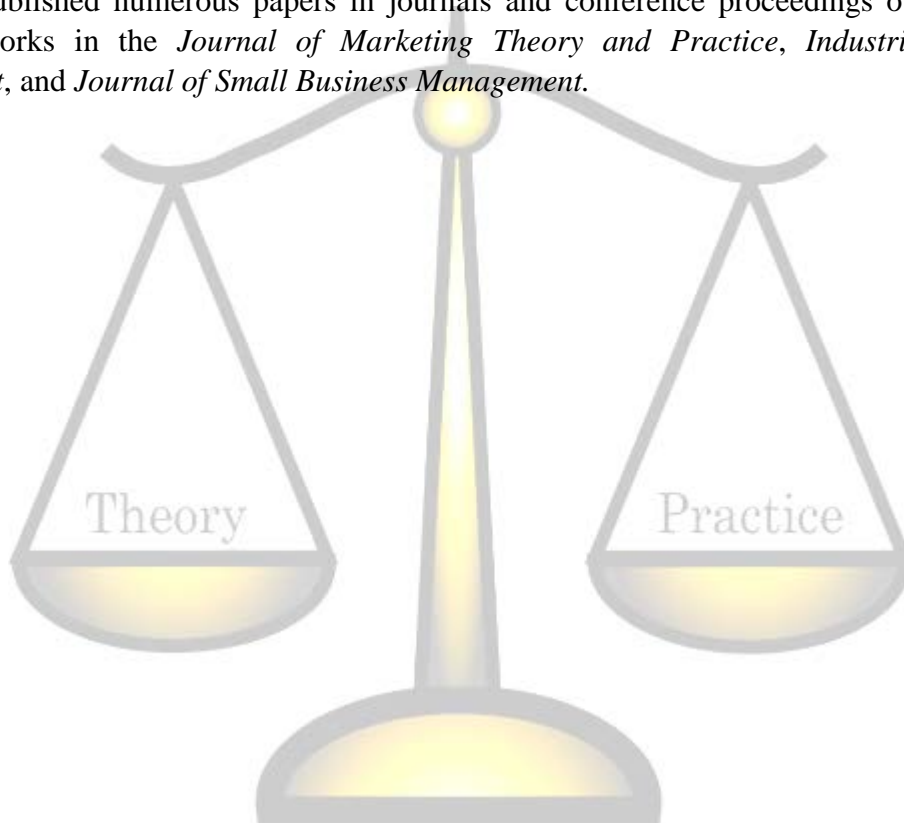 ublished numerous papers in journals and conference proceedings o
orks in the Journal of Marketing Theory and Practice, Industri
t, and Journal of Small Business Management.
Theory Practice